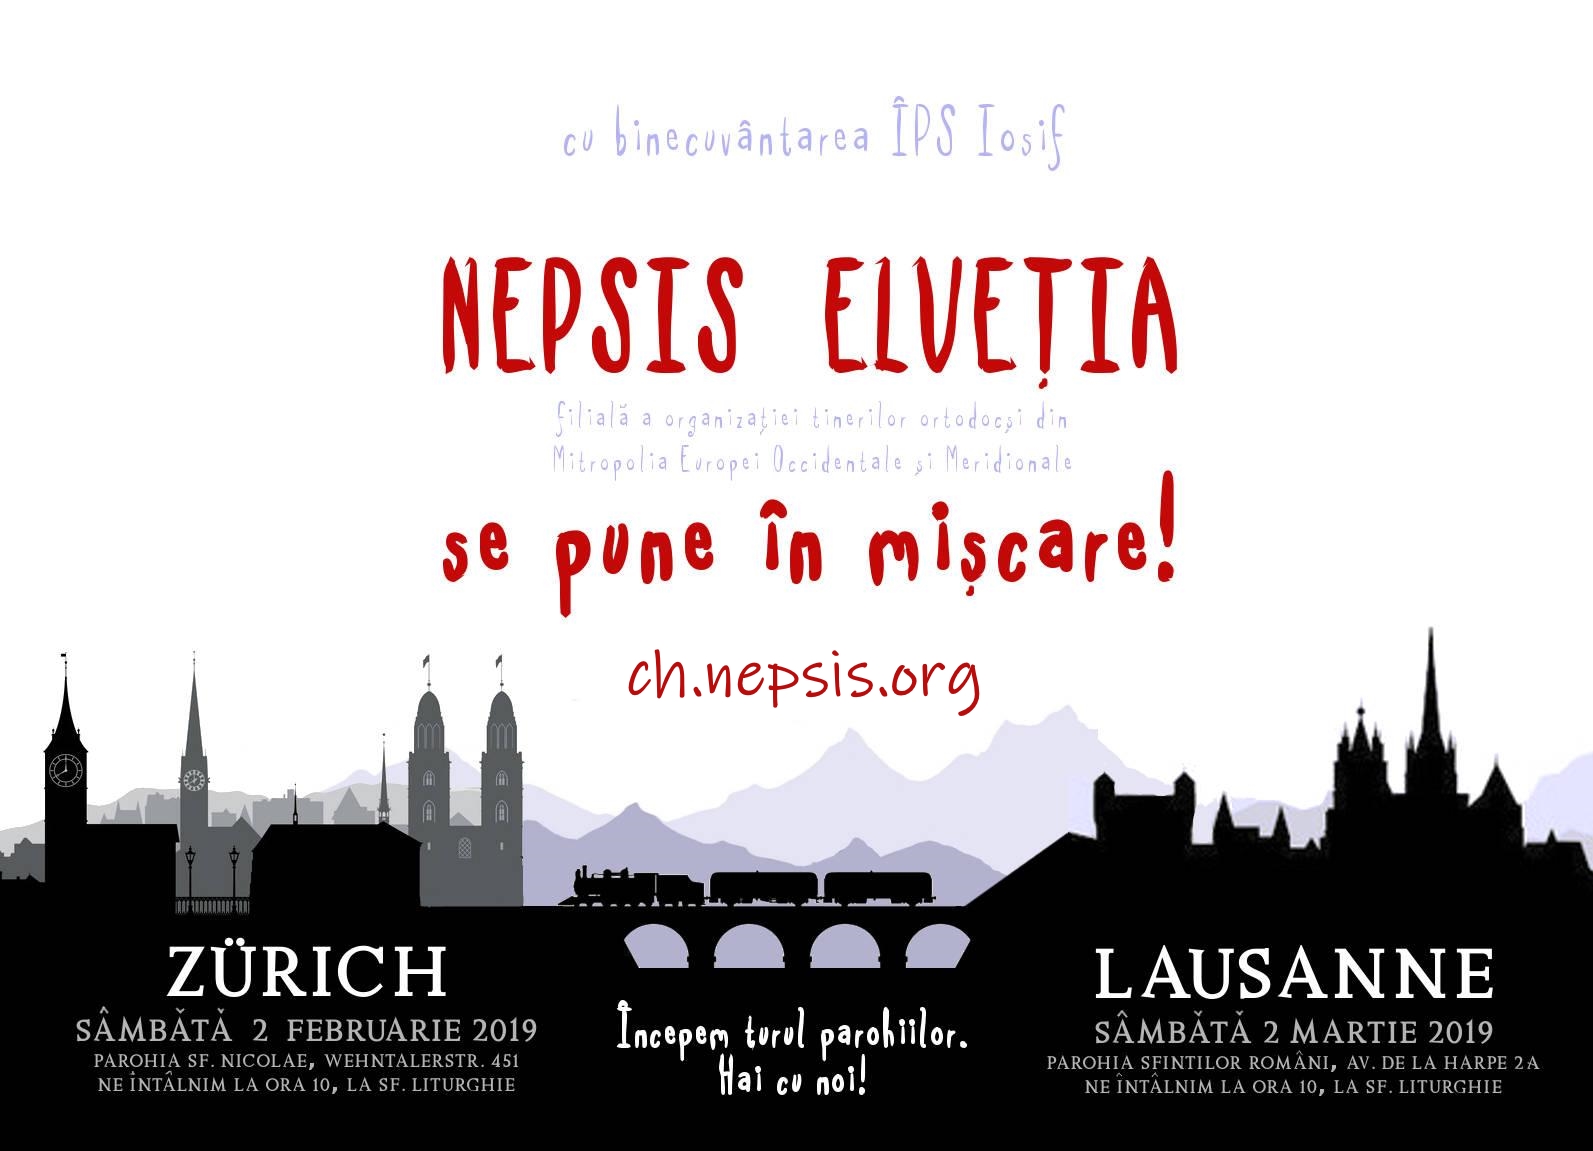 cu binecuvântarea ÎPS Iosif
NEPSIS ELVEȚIA
filială a organizației tinerilor ortodocși din
Mitropolia Europei Occidentale și Meridionale
se pune în mișcare!
ch.nepsis.org
ZÜRICH
SÂMBǍTǍ 2 FEBRUARIE 2019
PAROHIA SF. NICOLAE, WEHNTALERSTR. 451
NE ÎNTÂLNIM LA ORA 10, LA SF. LITURGHIE
Începem turul parohiilor.
Hai cu noi!
LAUSANNE
SÂMBǍTǍ 2 MARTIE 2019
PAROHIA SFINTILOR ROMÂNI, AV. DE LA HARPE 2A
NE ÎNTÂLNIM LA ORA 10, LA SF. LITURGHIE